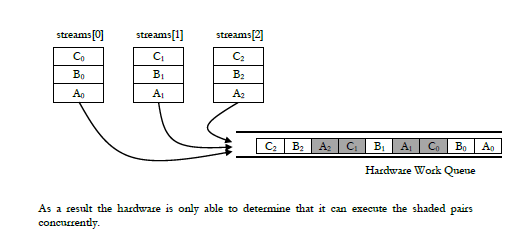 streams[0] streams[1] streams[2]
C₀ C₁ C₂
B₀ B₁ B₂
A₀ A₁ A₂
C₂ B₂ A₂ C₁ B₁ A₁ C₀ B₀ A₀
Hardware Work Queue
As a result the hardware is only able to determine that it can execute the shaded pairs
concurrently.